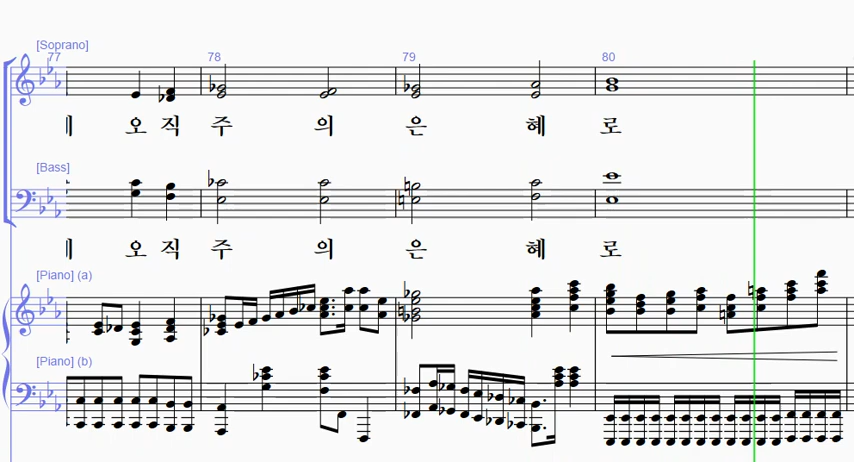 [Soprano]
77 78 79 80
오 직 주 의 은 혜 로
[Bass]
오 직 주 의 은 혜 로
[Piano] (a)
[Piano] (b)